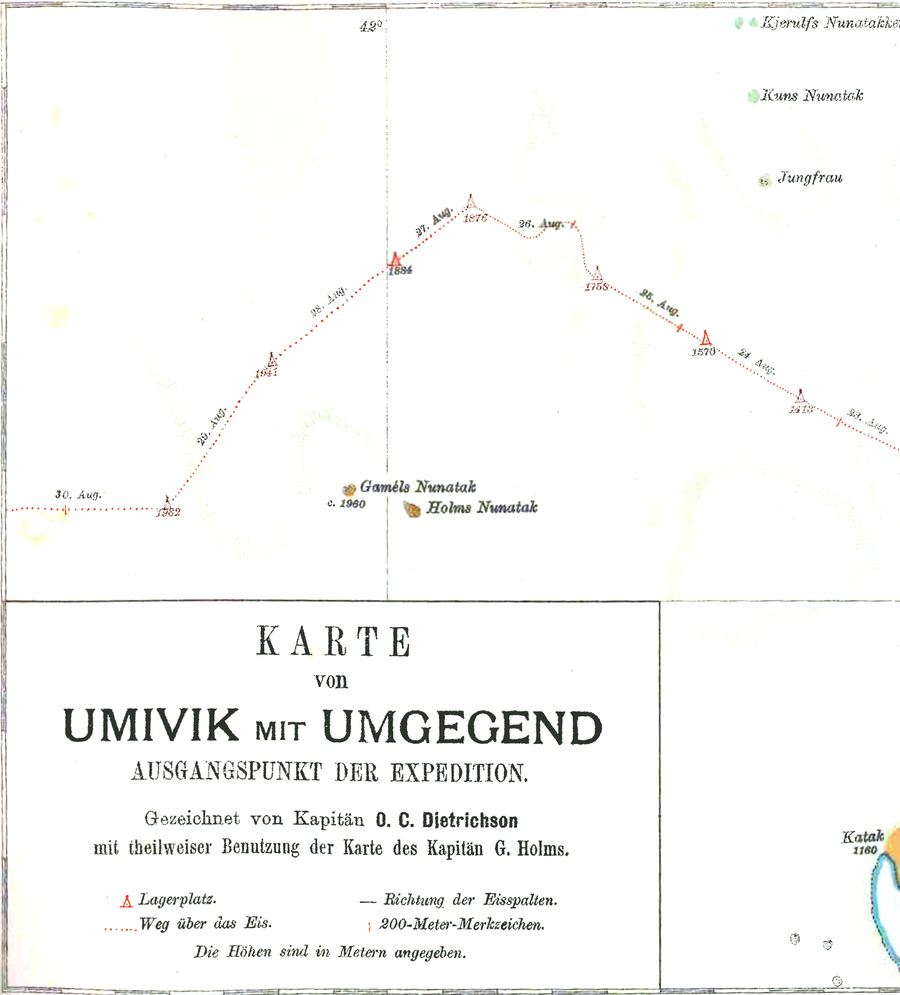 42°
Kjerulfs Nunatakke
Kuns Nunatak
Jungfrau
27. Aug.
1876
26. Aug.
1884
1758
28. Aug.
25. Aug.
1570
24 Aug.
1941
1413
23. Aug.
29. Aug.
30. Aug.
1982
Gaméls Nunatak
c. 1960
Holms Nunatak
KARTE
von
UMIVIK MIT UMGEGEND
AUSGANGSPUNKT DER EXPEDITION.
Gezeichnet von Kapitän O. C. Dietrichson
mit theilweiser Benutzung der Karte des Kapitän G. Holms.
Lagerplatz.
Richtung der Eisspalten.
Weg über das Eis.
200-Meter-Merkzeichen.
Die Höhen sind in Metern angegeben.
Katak
1160